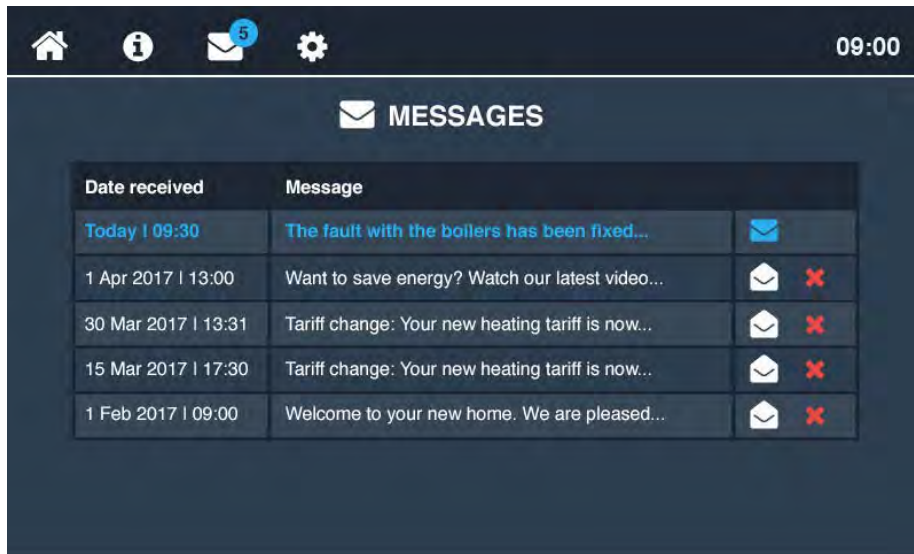 5
09:00
MESSAGES
Date received Message
Today | 09:30 The fault with the boilers has been fixed...
1 Apr 2017 | 13:00 Want to save energy? Watch our latest video...
30 Mar 2017 | 13:31 Tariff change: Your new heating tariff is now...
15 Mar 2017 | 17:30 Tariff change: Your new heating tariff is now...
1 Feb 2017 | 09:00 Welcome to your new home. We are pleased...